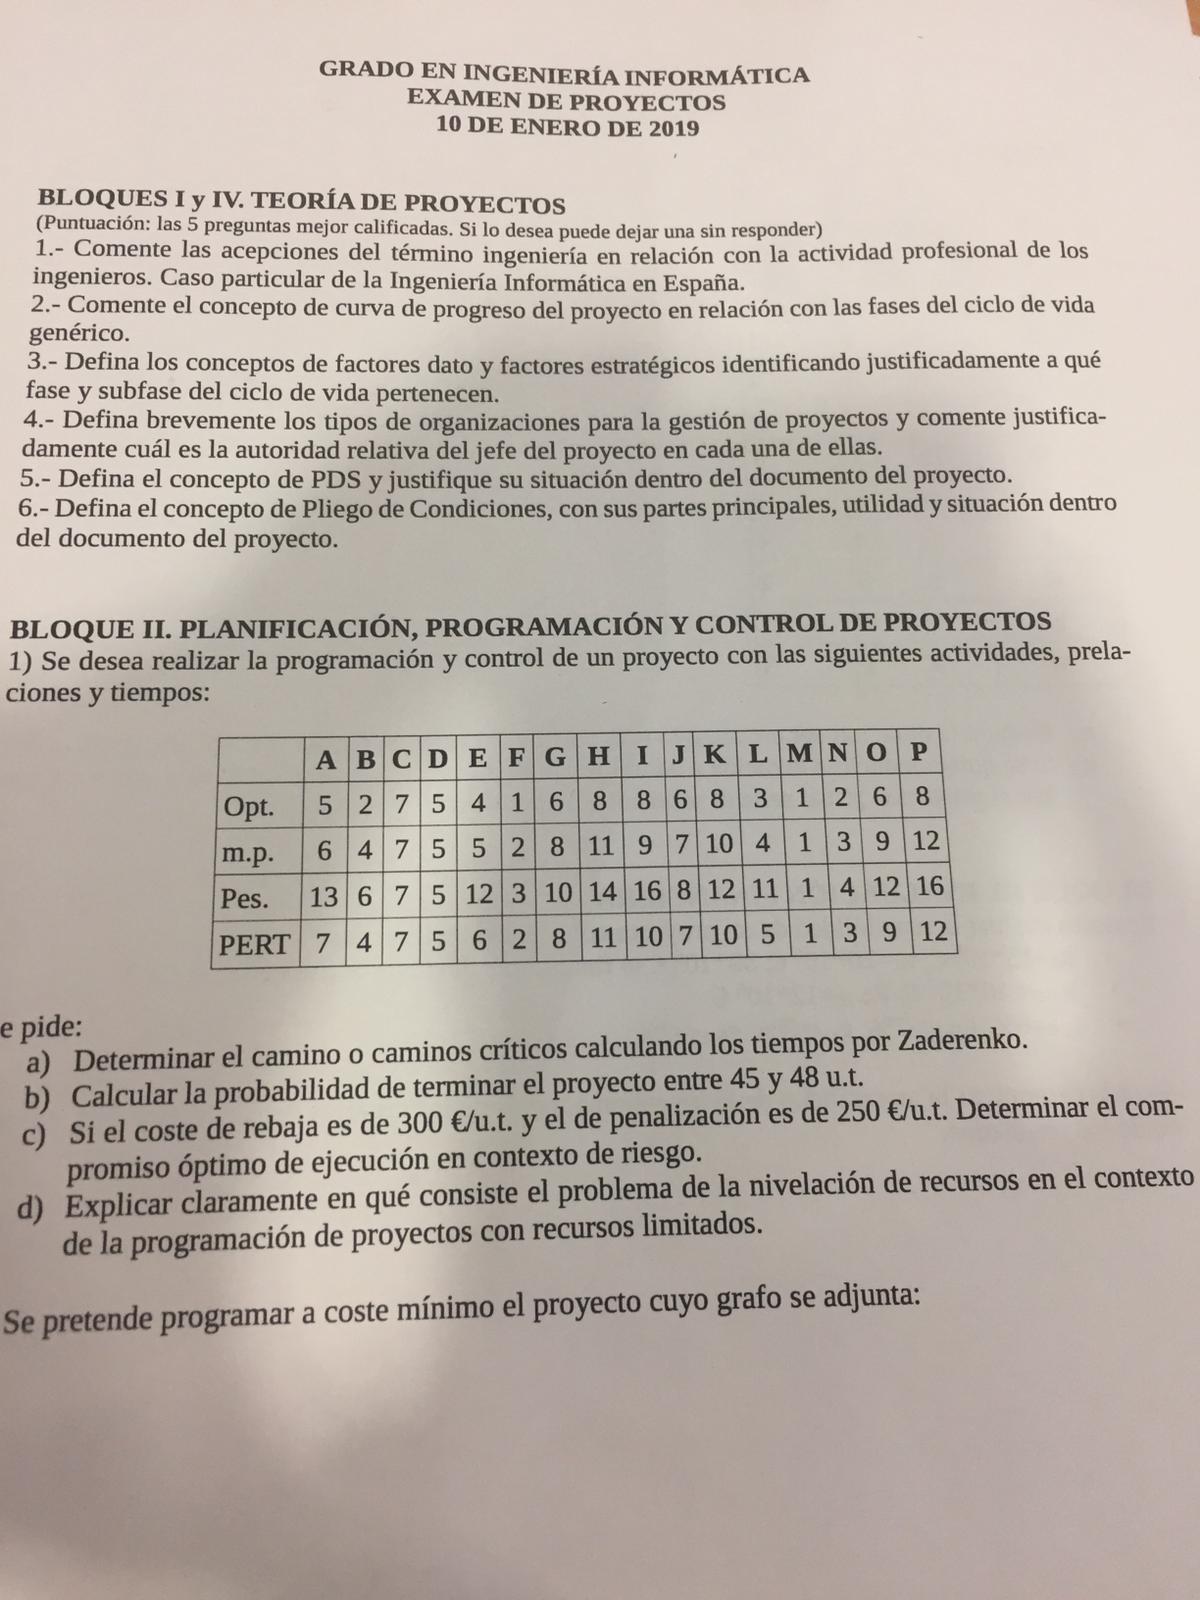 GRADO EN INGENIERÍA INFORMÁTICA
EXAMEN DE PROYECTOS
10 DE ENERO DE 2019
BLOQUES I y IV. TEORÍA DE PROYECTOS
(Puntuación: las 5 preguntas mejor calificadas. Si lo desea puede dejar una sin responder)
1.- Comente las acepciones del término ingeniería en relación con la actividad profesional de los
ingenieros. Caso particular de la Ingeniería Informática en España.
2.- Comente el concepto de curva de progreso del proyecto en relación con las fases del ciclo de vida
genérico.
3.- Defina los conceptos de factores dato y factores estratégicos identificando justificadamente a qué
fase y subfase del ciclo de vida pertenecen.
4.- Defina brevemente los tipos de organizaciones para la gestión de proyectos y comente justifica-
damente cuál es la autoridad relativa del jefe del proyecto en cada una de ellas.
5.- Defina el concepto de PDS y justifique su situación dentro del documento del proyecto.
6.- Defina el concepto de Pliego de Condiciones, con sus partes principales, utilidad y situación dentro
del documento del proyecto.
BLOQUE II. PLANIFICACIÓN, PROGRAMACIÓN Y CONTROL DE PROYECTOS
1) Se desea realizar la programación y control de un proyecto con las siguientes actividades, prela-
ciones y tiempos:
A B C D E F G H I J K L M N O P
Opt. 5 2 7 5 4 1 6 8 8 6 8 3 1 2 6 8
m.p. 6 4 7 5 5 2 8 11 9 7 10 4 1 3 9 12
Pes. 13 6 7 5 12 3 10 14 16 8 12 11 1 4 12 16
PERT 7 4 7 5 6 2 8 11 10 7 10 5 1 3 9 12
e pide:
a) Determinar el camino o caminos críticos calculando los tiempos por Zaderenko.
b) Calcular la probabilidad de terminar el proyecto entre 45 y 48 u.t.
c) Si el coste de rebaja es de 300 €/u.t. y el de penalización es de 250 €/u.t. Determinar el com-
promiso óptimo de ejecución en contexto de riesgo.
d) Explicar claramente en qué consiste el problema de la nivelación de recursos en el contexto
de la programación de proyectos con recursos limitados.
Se pretende programar a coste mínimo el proyecto cuyo grafo se adjunta: